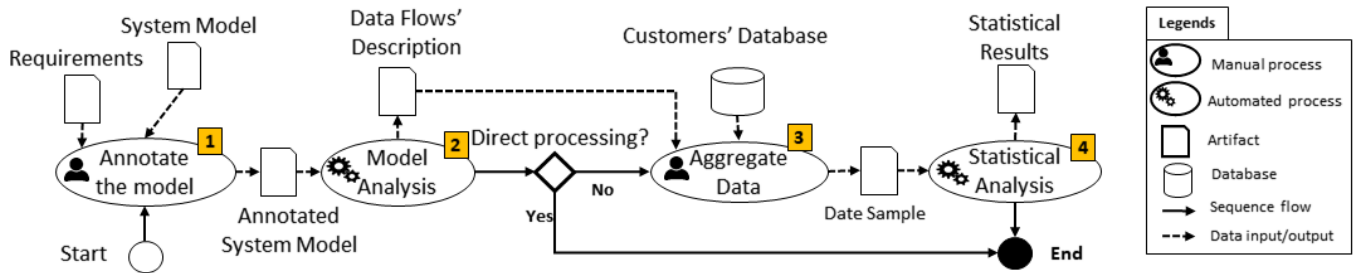 System Model
Requirements
Data Flows'
Description
Customers' Database
Statistical
Results
1
Annotate
the model
2
Model
Analysis
Direct processing?
3
Aggregate
Data
4
Statistical
Analysis
No
Yes
Annotated
System Model
Date Sample
Start
End
Legends
Manual process
Automated process
Artifact
Database
Sequence flow
Data input/output